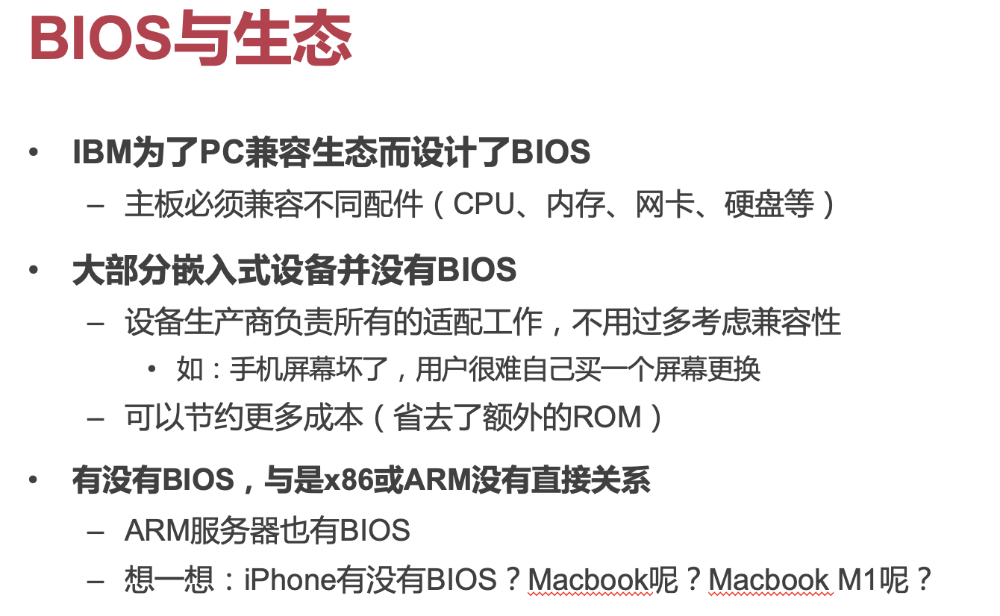 BIOS与生态
• IBM为了PC兼容生态而设计了BIOS
– 主板必须兼容不同配件（CPU、内存、网卡、硬盘等）
• 大部分嵌入式设备并没有BIOS
– 设备生产商负责所有的适配工作，不用过多考虑兼容性
• 如：手机屏幕坏了，用户很难自己买一个屏幕更换
– 可以节约更多成本（省去了额外的ROM）
• 有没有BIOS，与是x86或ARM没有直接关系
– ARM服务器也有BIOS
– 想一想：iPhone有没有BIOS？Macbook呢？Macbook M1呢？